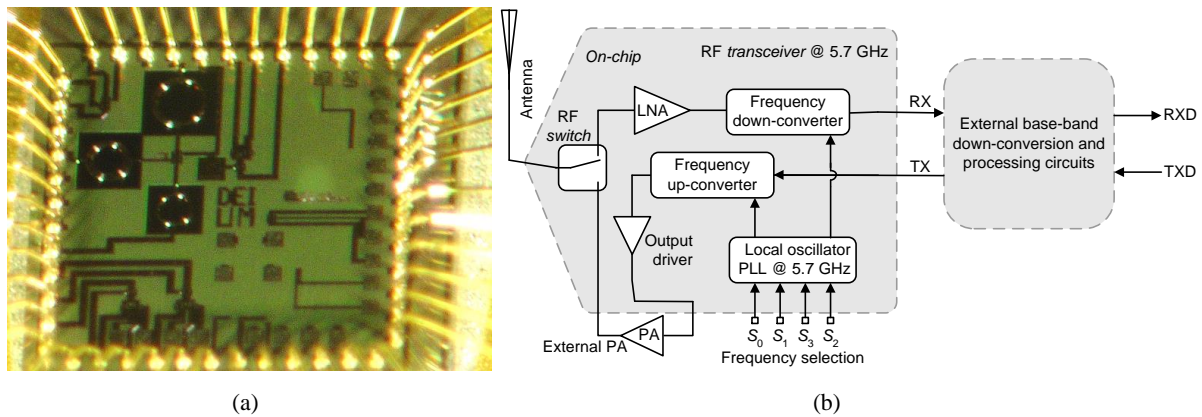 DEI
UM
(a)
Antenna
On-chip
RF transceiver @ 5.7 GHz
RF
switch
LNA
Frequency
down-converter
RX
Frequency
up-converter
TX
Output
driver
Local oscillator
PLL @ 5.7 GHz
PA
External PA
S0 S1 S3 S2
Frequency selection
External base-band
down-conversion and
processing circuits
RXD
TXD
(b)